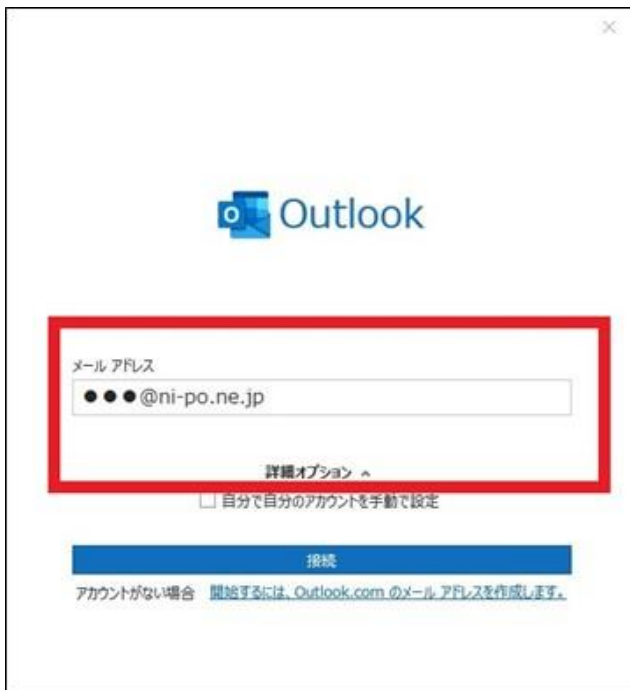 Outlook
メール アドレス
●●●@ni-po.ne.jp
詳細オプション ^
自分で自分のアカウントを手動で設定
接続
アカウントがない場合 開始するには、Outlook.com のメール アドレスを作成します。